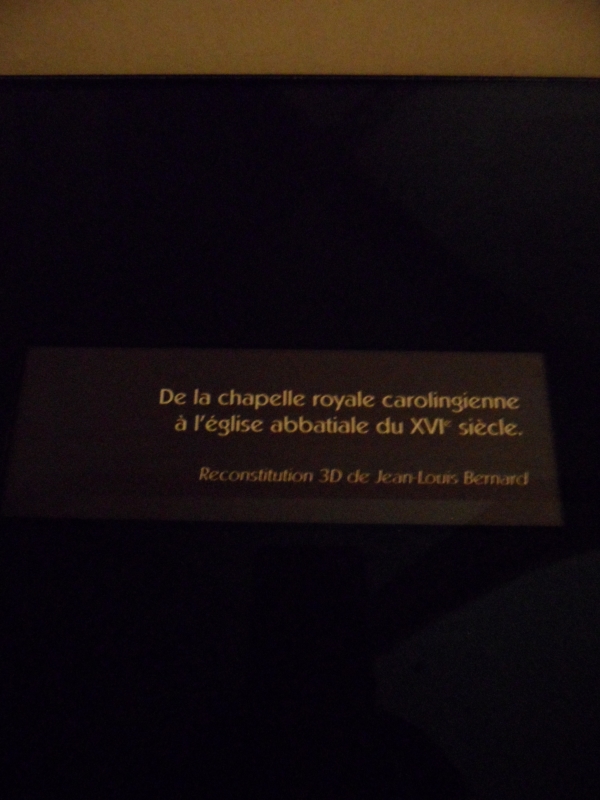 De la chapelle royale carolingienne
à l'église abbatiale du XVIe siècle.
Reconstitution 3D de Jean-Louis Bernard